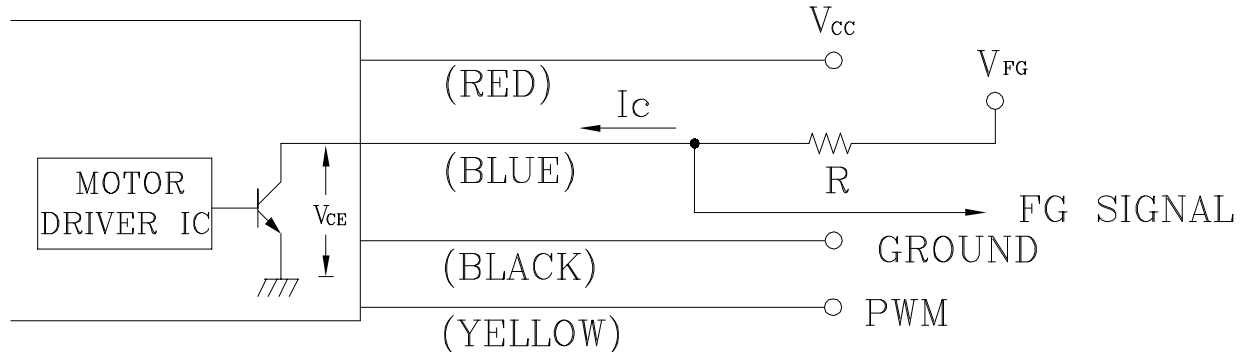 VCC
(RED)
VFG
Ic
(BLUE)
R
MOTOR
DRIVER IC
VCE
FG SIGNAL
GROUND
(BLACK)
PWM
(YELLOW)